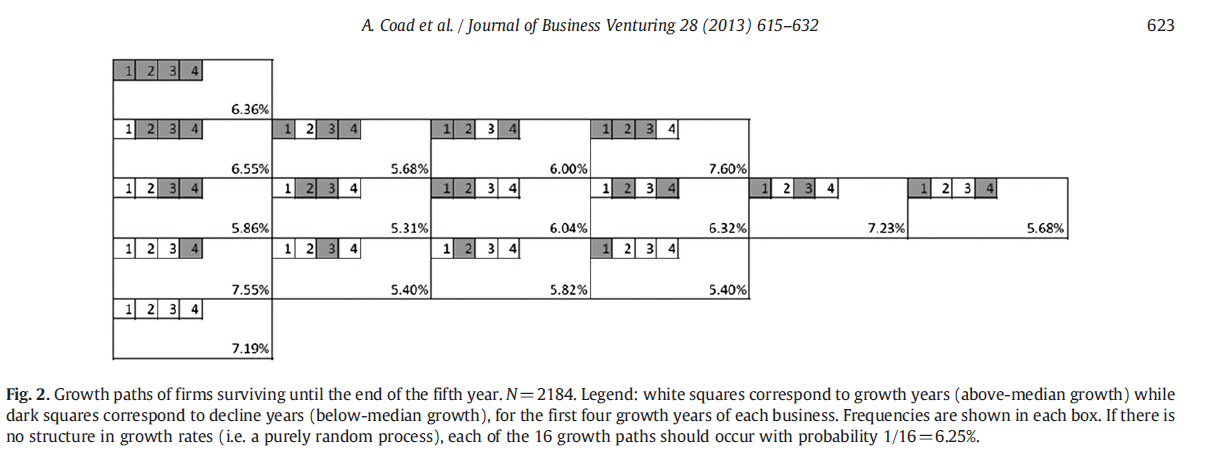 A. Coad et al. / Journal of Business Venturing 28 (2013) 615–632 623
1 2 3 4
6.36%
1 2 3 4 1 2 3 4 1 2 3 4 1 2 3 4
6.55% 5.68% 6.00% 7.60%
1 2 3 4 1 2 3 4 1 2 3 4 1 2 3 4 1 2 3 4 1 2 3 4
5.86% 5.31% 6.04% 6.32% 7.23% 5.68%
1 2 3 4 1 2 3 4 1 2 3 4 1 2 3 4
7.55% 5.40% 5.82% 5.40%
1 2 3 4
7.19%
Fig. 2. Growth paths of firms surviving until the end of the fifth year. N = 2184. Legend: white squares correspond to growth years (above-median growth) while
dark squares correspond to decline years (below-median growth), for the first four growth years of each business. Frequencies are shown in each box. If there is
no structure in growth rates (i.e. a purely random process), each of the 16 growth paths should occur with probability 1/16 = 6.25%.